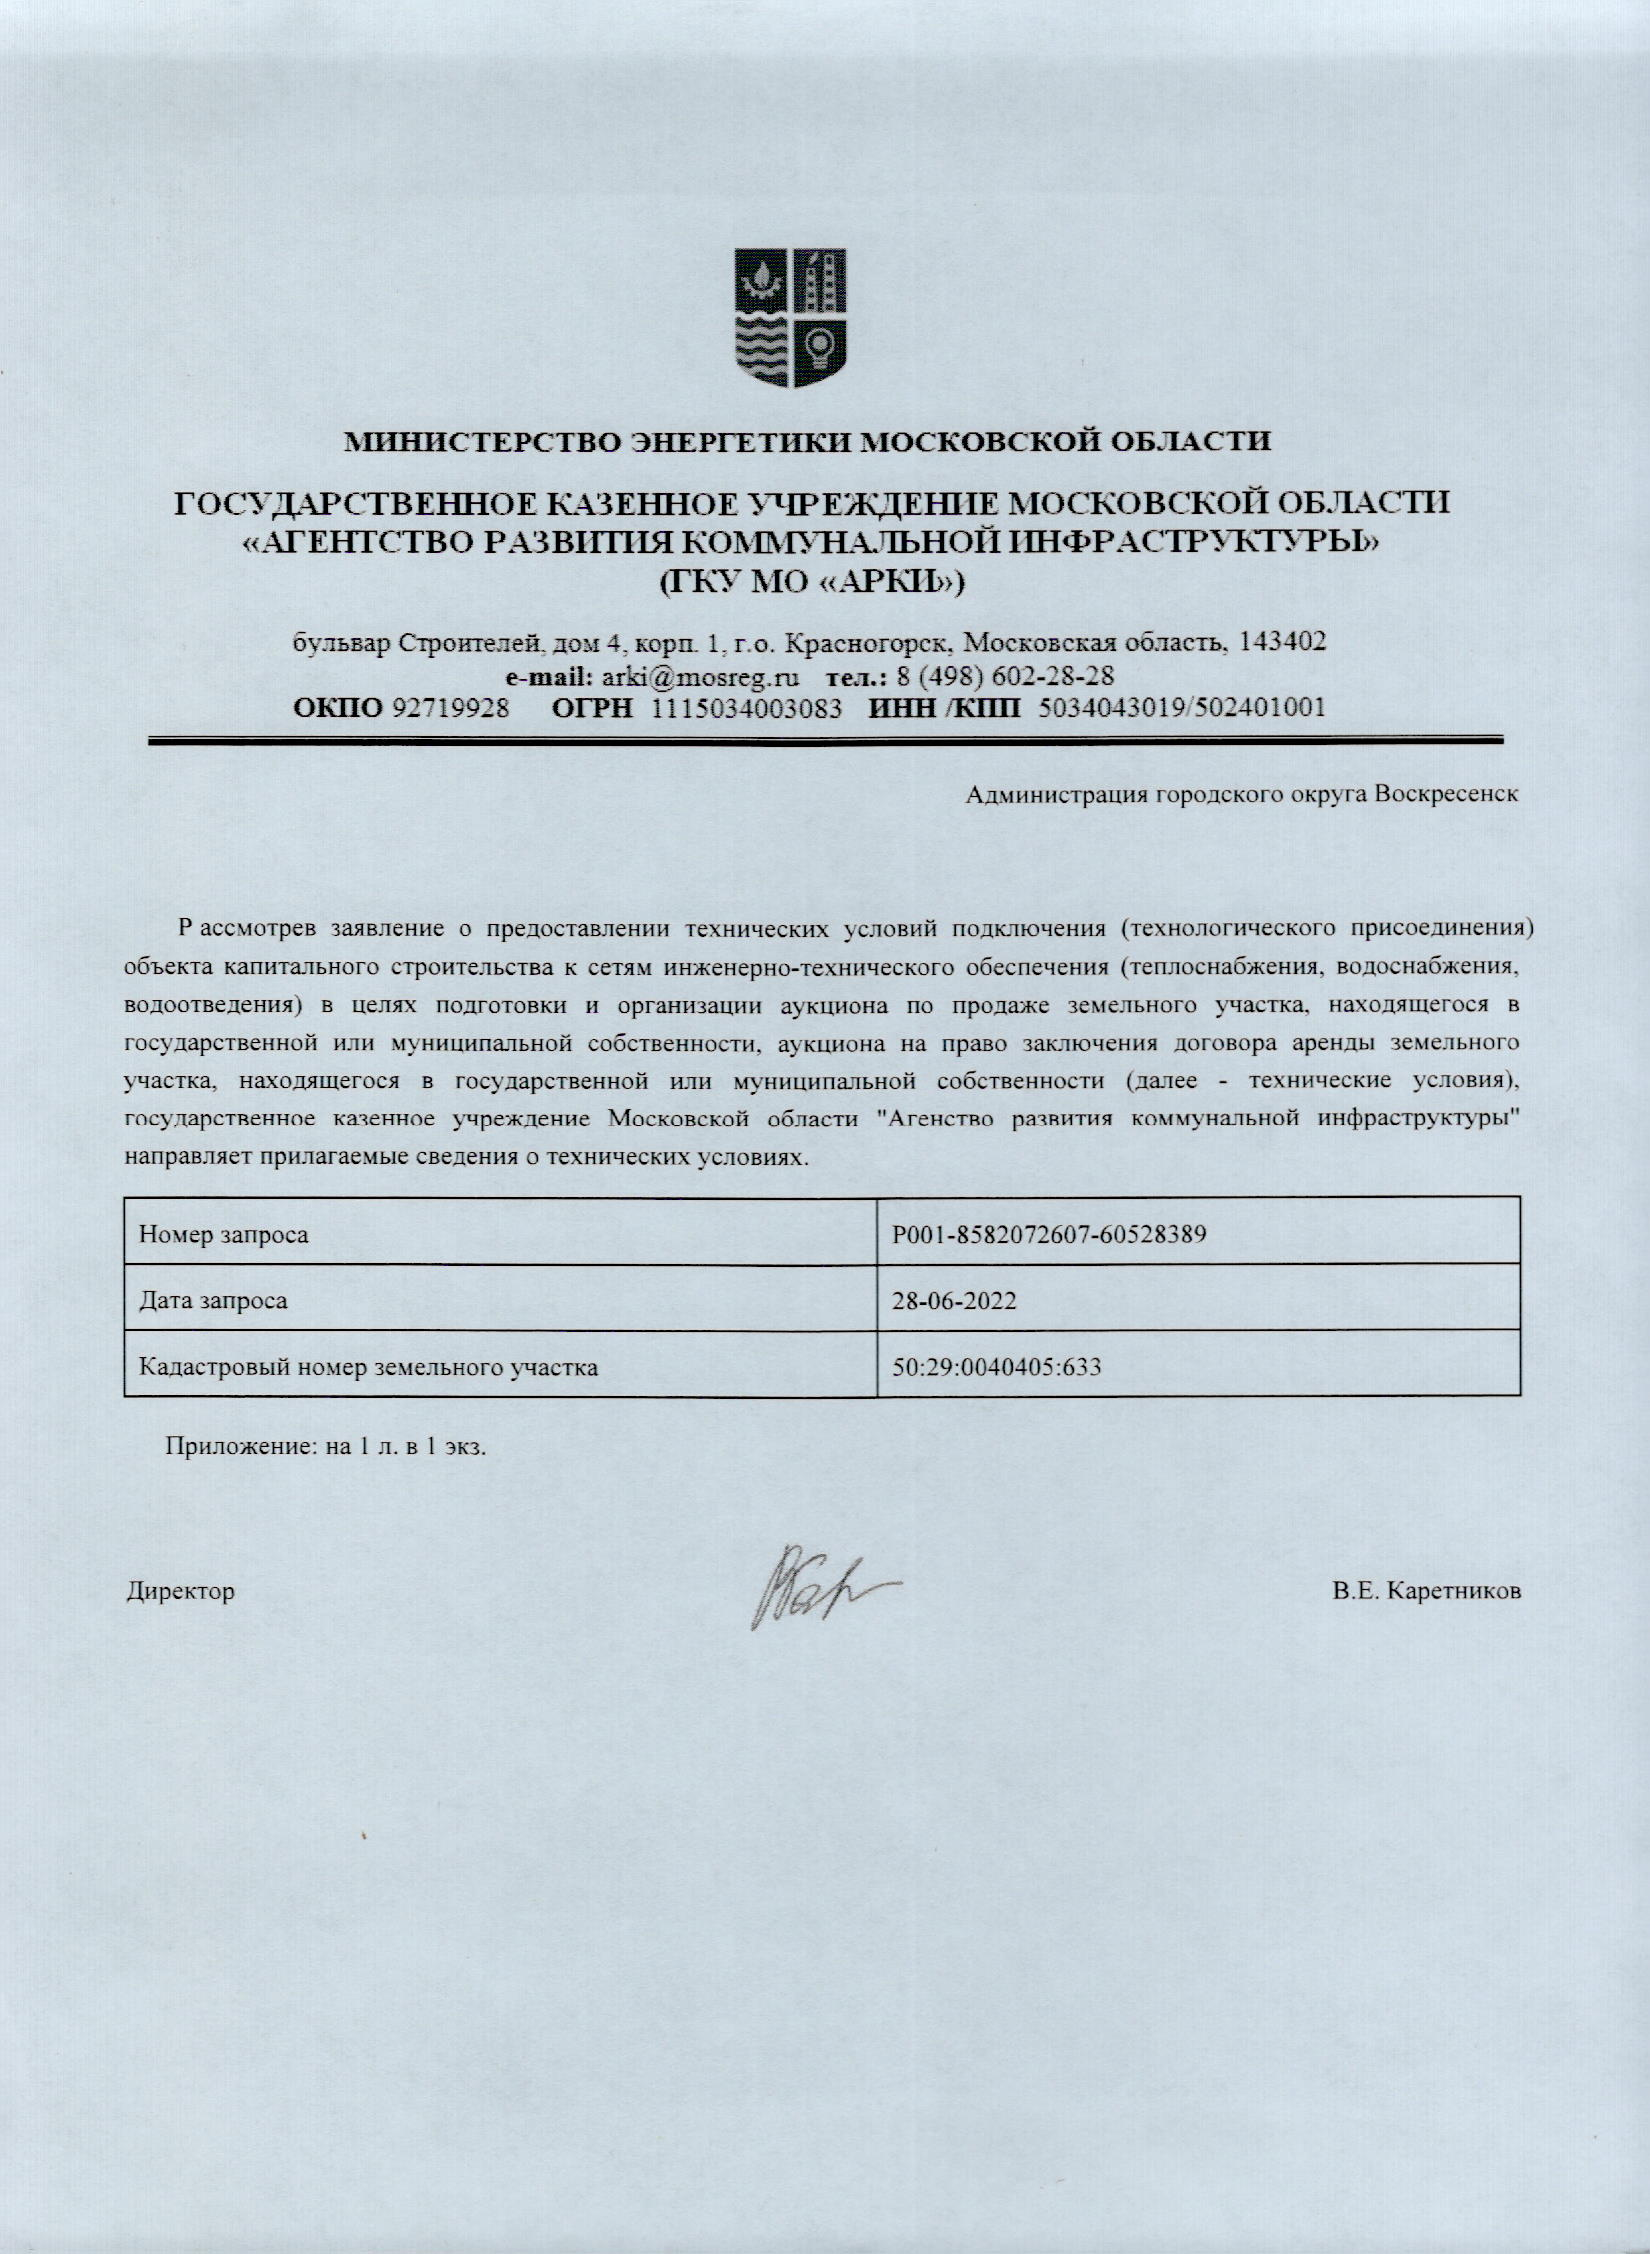 МИНИСТЕРСТВО ЭНЕРГЕТИКИ МОСКОВСКОЙ ОБЛАСТИ
ГОСУДАРСТВЕННОЕ КАЗЕННОЕ УЧРЕЖДЕНИЕ МОСКОВСКОЙ ОБЛАСТИ
«АГЕНТСТВО РАЗВИТИЯ КОММУНАЛЬНОЙ ИНФРАСТРУКТУРЫ»
(ГКУ МО «АРКИ»)
бульвар Строителей, дом 4, корп. 1, г.о. Красногорск, Московская область, 143402
e-mail: arki@mosreg.ru тел.: 8 (498) 602-28-28
ОКПО 92719928 ОГРН 1115034003083 ИНН /КПП 5034043019/502401001
Администрация городского округа Воскресенск
Р ассмотрев заявление о предоставлении технических условий подключения (технологического присоединения)
объекта капитального строительства к сетям инженерно-технического обеспечения (теплоснабжения, водоснабжения,
водоотведения) в целях подготовки и организации аукциона по продаже земельного участка, находящегося в
государственной или муниципальной собственности, аукциона на право заключения договора аренды земельного
участка, находящегося в государственной или муниципальной собственности (далее - технические условия),
государственное казенное учреждение Московской области "Агенство развития коммунальной инфраструктуры"
направляет прилагаемые сведения о технических условиях.
Номер запроса P001-8582072607-60528389
Дата запроса 28-06-2022
Кадастровый номер земельного участка 50:29:0040405:633
Приложение: на 1 л. в 1 экз.
Директор В.Е. Каретников